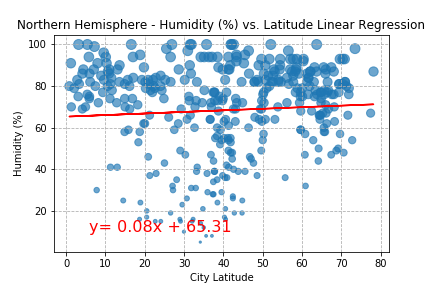 Northern Hemisphere - Humidity (%) vs. Latitude Linear Regression
100
80
60
40
20
Humidity (%)
y= 0.08x + 65.31
0 10 20 30 40 50 60 70 80
City Latitude